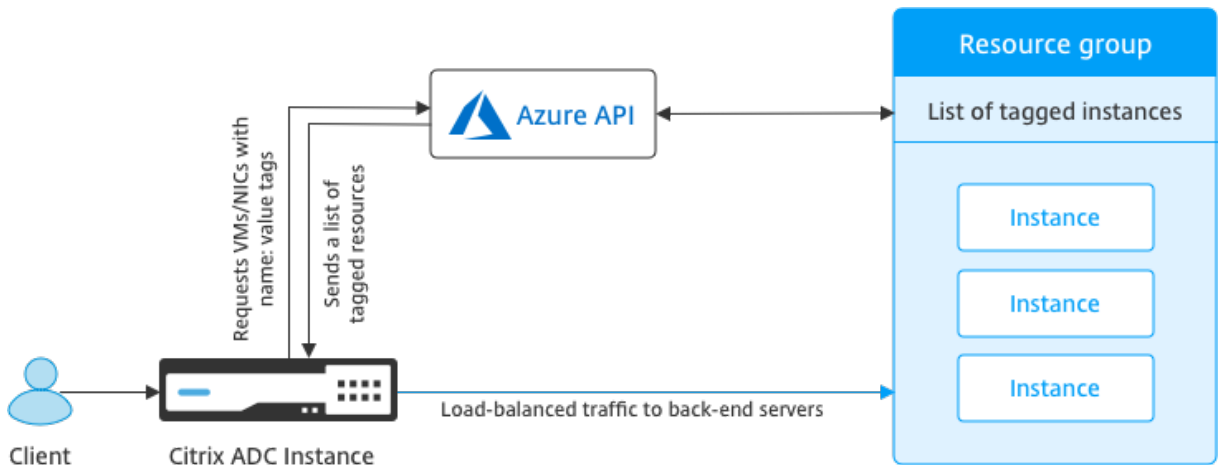 Resource group
List of tagged instances
Azure API
Requests VMs/NICs with
name: value tags
Sends a list of
tagged resources
Instance
Instance
Instance
Load-balanced traffic to back-end servers
Client
Citrix ADC Instance